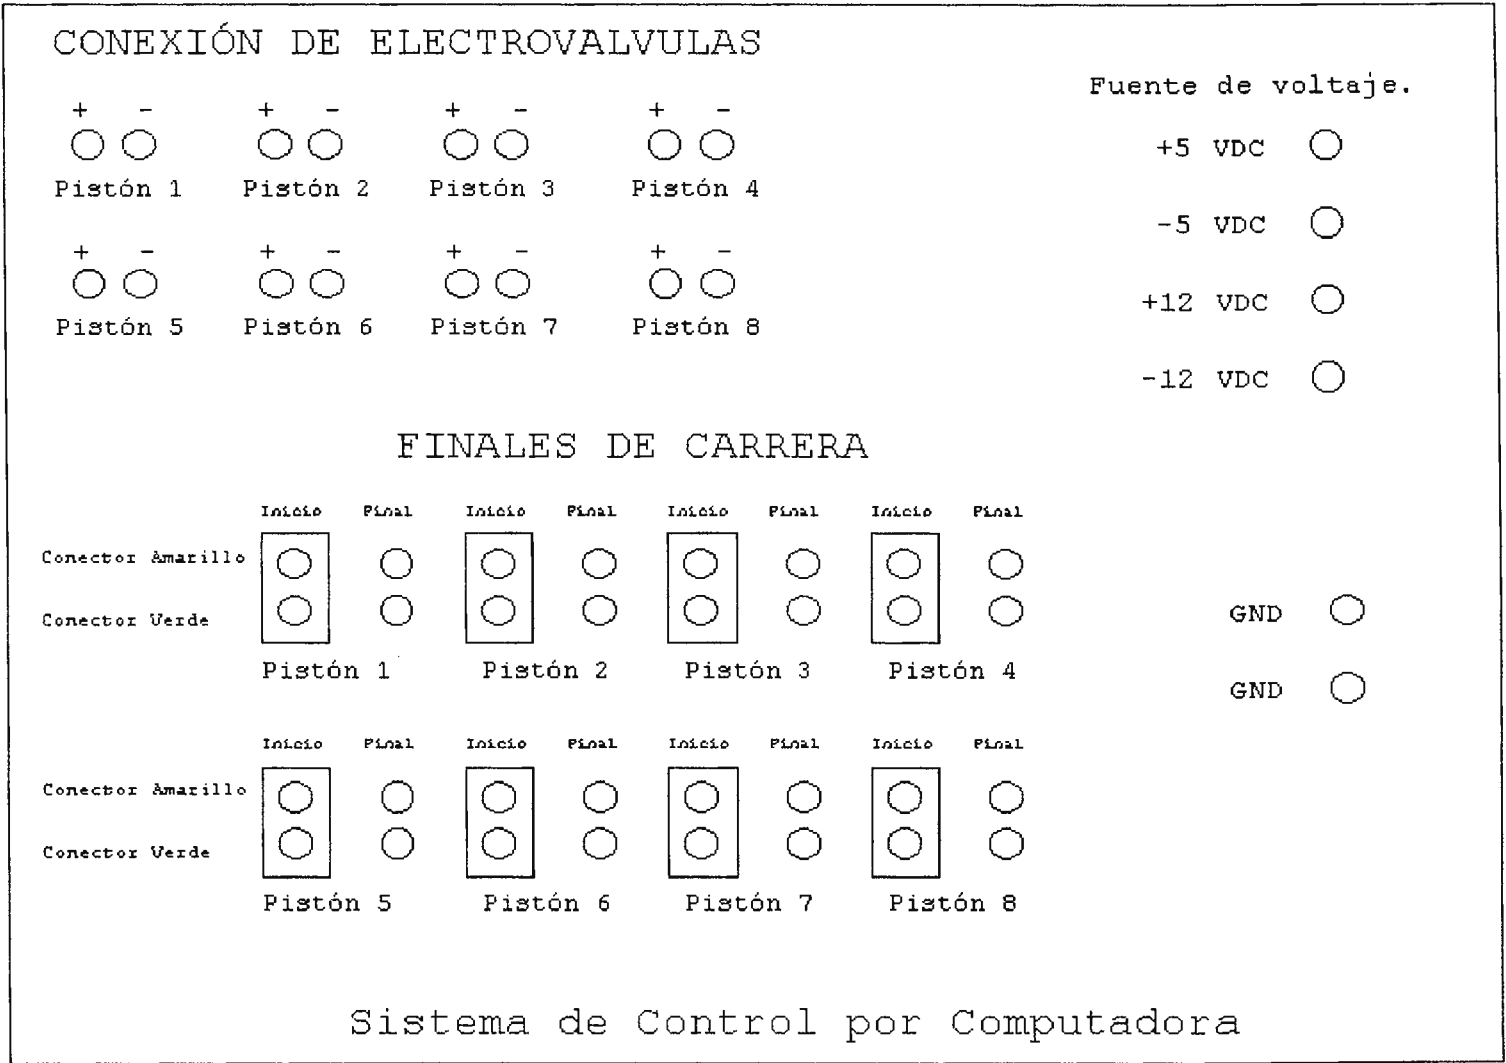 CONEXIÓN DE ELECTROVALVULAS
Fuente de voltaje.
+ - + - + - + -
Pistón 1 Pistón 2 Pistón 3 Pistón 4
+ - + - + - + -
Pistón 5 Pistón 6 Pistón 7 Pistón 8
+5 VDC
-5 VDC
+12 VDC
-12 VDC
FINALES DE CARRERA
Inicio Final Inicio Final Inicio Final Inicio Final
Conector Amarillo
Conector Verde
Pistón 1 Pistón 2 Pistón 3 Pistón 4
GND
GND
Inicio Final Inicio Final Inicio Final Inicio Final
Conector Amarillo
Conector Verde
Pistón 5 Pistón 6 Pistón 7 Pistón 8
Sistema de Control por Computadora